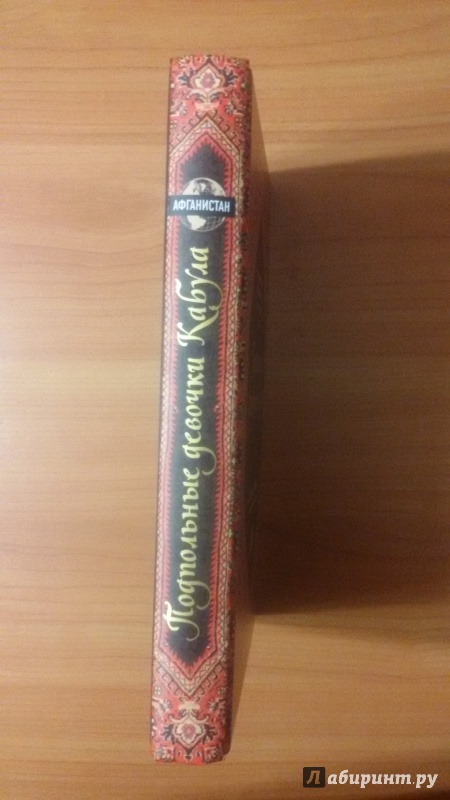 АФГАНИСТАН
Подпольные девочки Кабула
Лабиринт.ру